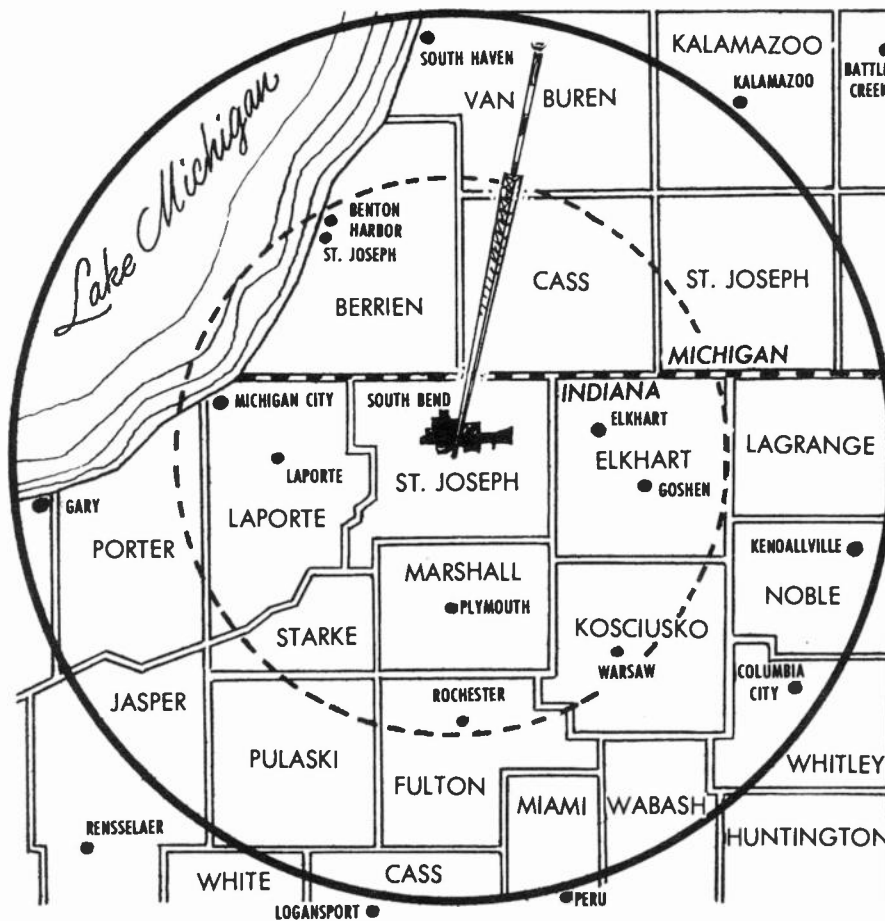 SOUTH HAVEN
VAN BUREN
KALAMAZOO
KALAMAZOO
BATTL
CREEK
Lake Michigan
BENTON
HARBOR
ST. JOSEPH
BERRIEN
CASS
ST. JOSEPH
MICHIGAN
INDIANA
MICHIGAN CITY
SOUTH BEND
ELKHART
LAPORTE
ST. JOSEPH
ELKHART
GOSHEN
LAGRANGE
GARY
PORTER
LAPORTE
MARSHALL
PLYMOUTH
KENOALLVILLE
NOBLE
STARKE
KOSCIUSKO
WARSAW
COLUMBIA
CITY
JASPER
ROCHESTER
PULASKI
FULTON
WHITLEY
MIAMI
WABASH
HUNTINGTON
RENSSELAER
WHITE
CASS
LOGANSPORT
PERU